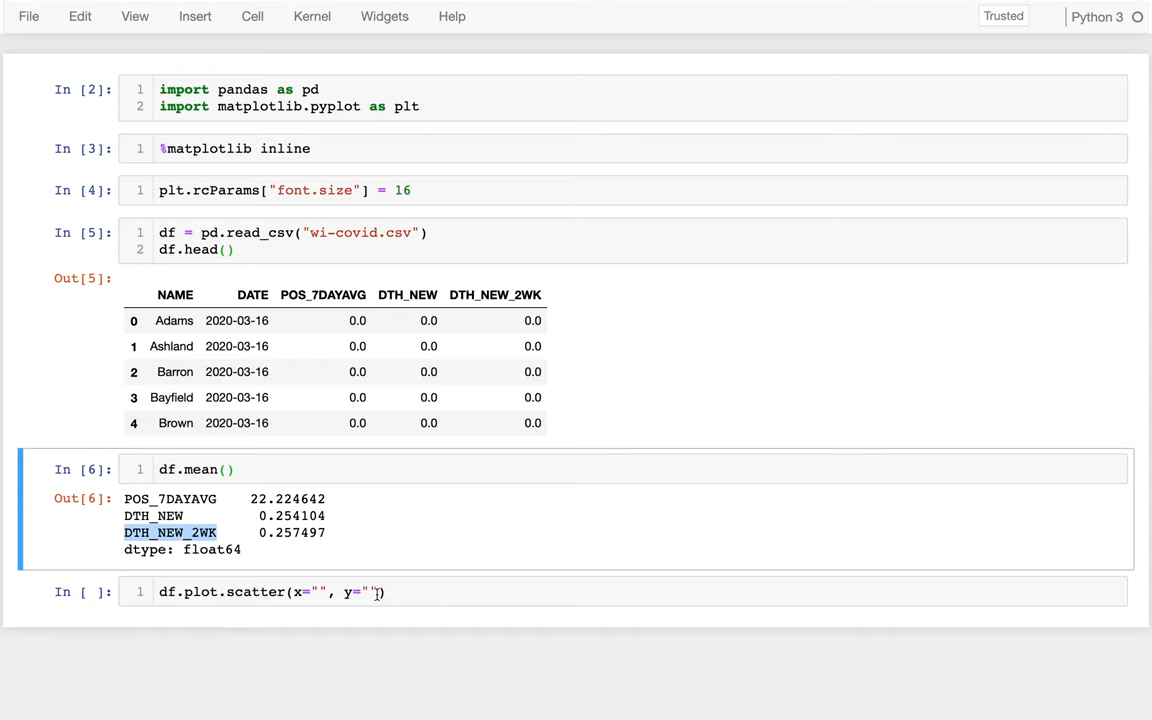 File Edit View Insert Cell Kernel Widgets Help Trusted Python 3
In [2]: 1 import pandas as pd
2 import matplotlib.pyplot as plt
In [3]: 1 %matplotlib inline
In [4]: 1 plt.rcParams["font.size"] = 16
In [5]: 1 df = pd.read_csv("wi-covid.csv")
2 df.head()
Out[5]:
NAME DATE POS_7DAYAVG DTH_NEW DTH_NEW_2WK
0 Adams 2020-03-16 0.0 0.0 0.0
1 Ashland 2020-03-16 0.0 0.0 0.0
2 Barron 2020-03-16 0.0 0.0 0.0
3 Bayfield 2020-03-16 0.0 0.0 0.0
4 Brown 2020-03-16 0.0 0.0 0.0
In [6]: 1 df.mean()
Out[6]: POS_7DAYAVG 22.224642
DTH_NEW 0.254104
DTH_NEW_2WK 0.257497
dtype: float64
In [ ]: 1 df.plot.scatter(x="", y="")